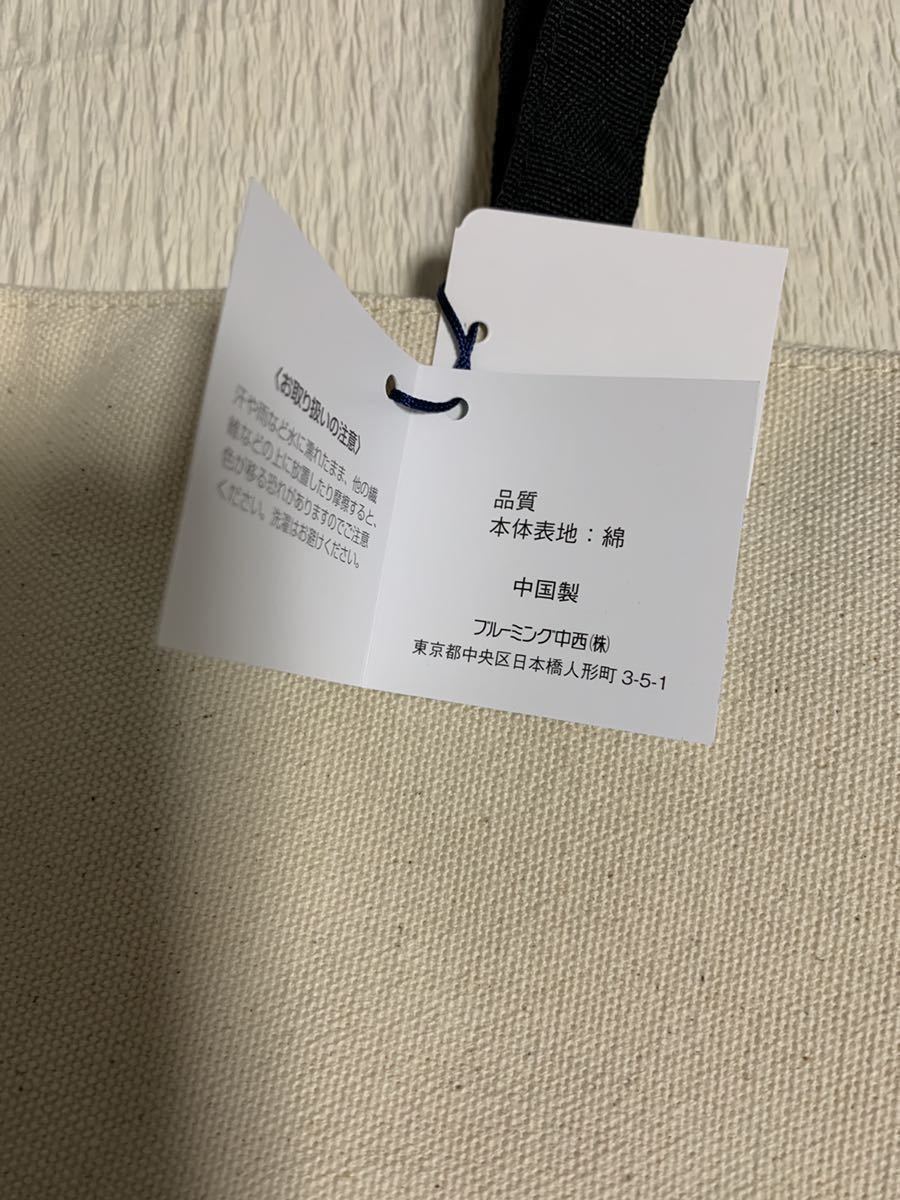 〈お取り扱いの注意〉
汗や雨など水に濡れたまま、他の繊
維などの上に放置したり摩擦すると、
色が移る恐れがありますのでご注意
ください。洗濯はお避けください。
品質
本体表地：綿
中国製
ブルーミング中西㈱
東京都中央区日本橋人形町 3-5-1